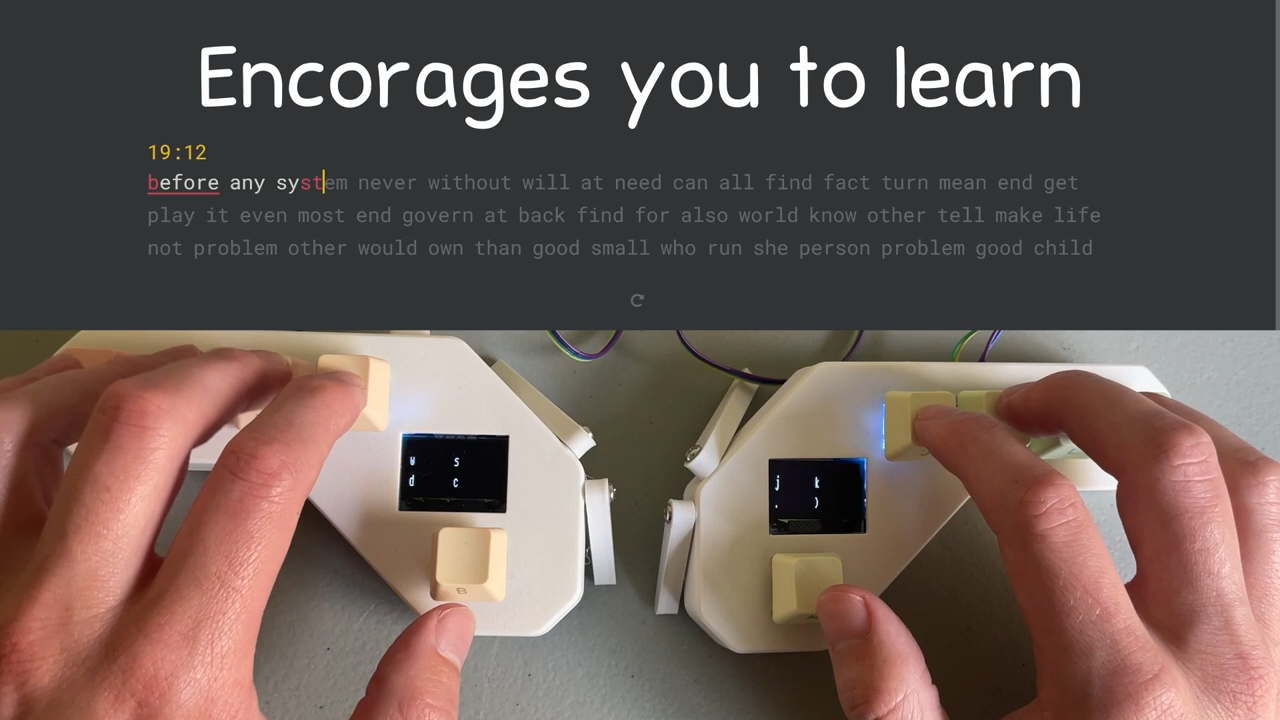 Encorages you to learn
19:12
before any system never without will at need can all find fact turn mean end get
play it even most end govern at back find for also world know other tell make life
not problem other would own than good small who run she person problem good child
s
d c
j k
. )
B